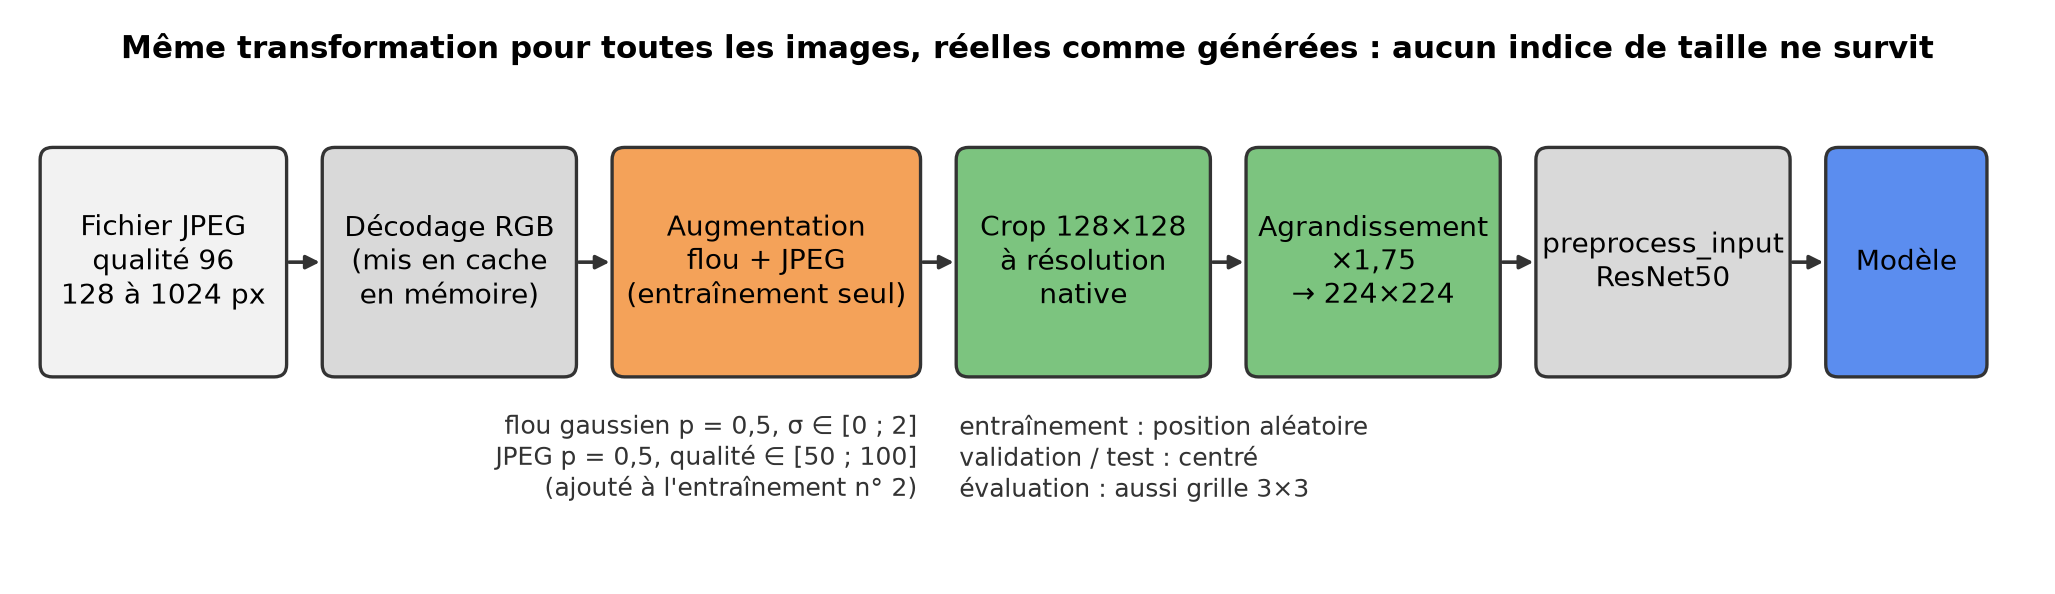 Même transformation pour toutes les images, réelles comme générées : aucun indice de taille ne survit
Fichier JPEG
qualité 96
128 à 1024 px
Décodage RGB
(mis en cache
en mémoire)
Augmentation
flou + JPEG
(entraînement seul)
Crop 128×128
à résolution
native
Agrandissement
×1,75
→ 224×224
preprocess_input
ResNet50
Modèle
flou gaussien p = 0,5, σ ∈ [0 ; 2]
JPEG p = 0,5, qualité ∈ [50 ; 100]
(ajouté à l'entraînement n° 2)
entraînement : position aléatoire
validation / test : centré
évaluation : aussi grille 3×3